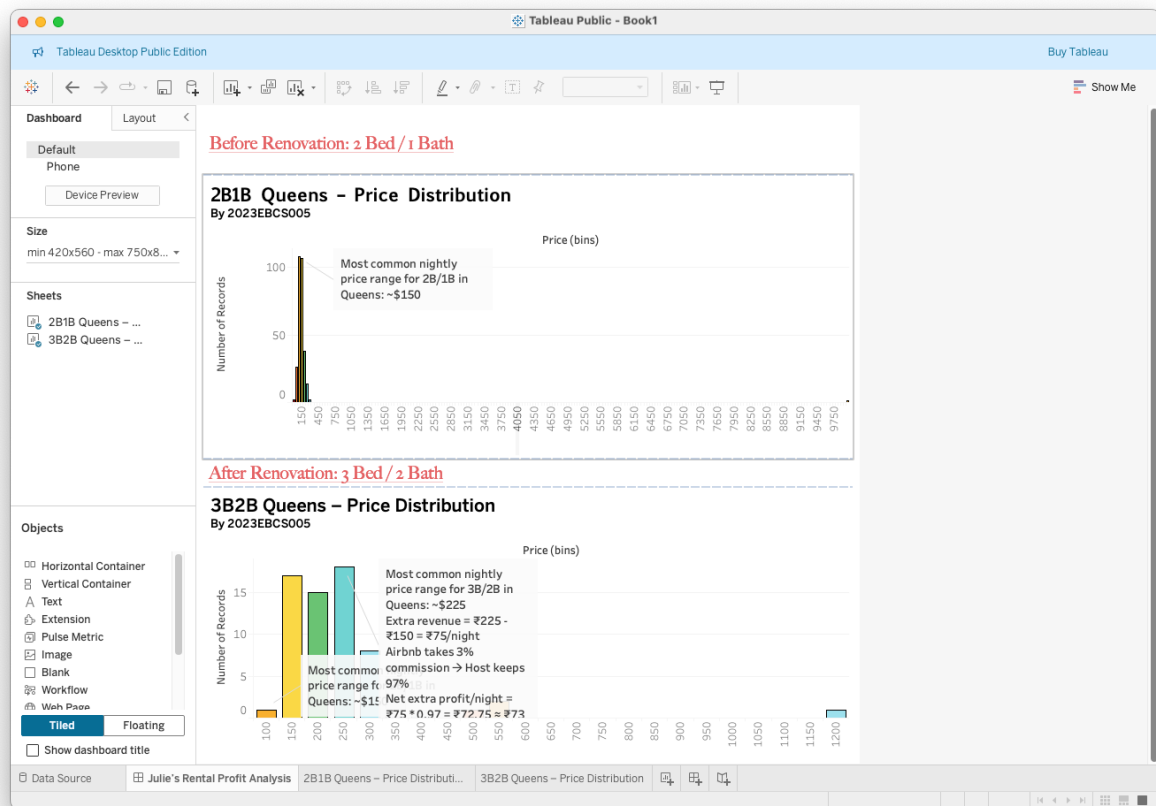 Tableau Public - Book1
Tableau Desktop Public Edition
Buy Tableau
Show Me
Dashboard
Layout
Default
Phone
Device Preview
Size
min 420x560 - max 750x8...
Sheets
2B1B Queens – ...
3B2B Queens – ...
Objects
Horizontal Container
Vertical Container
Text
Extension
Pulse Metric
Image
Blank
Workflow
Web Page
Tiled
Floating
Show dashboard title
Before Renovation: 2 Bed / 1 Bath
2B1B Queens – Price Distribution
By 2023EBCS005
Price (bins)
Number of Records
100
50
0
Most common nightly
price range for 2B/1B in
Queens: ~$150
150 450 750 1050 1350 1650 1950 2250 2550 2850 3150 3450 3750 4050 4350 4650 4950 5250 5550 5850 6150 6450 6750 7050 7350 7650 7950 8250 8550 8850 9150 9450 9750
After Renovation: 3 Bed / 2 Bath
3B2B Queens – Price Distribution
By 2023EBCS005
Price (bins)
Number of Records
15
10
5
0
Most common nightly
price range for 3B/2B in
Queens: ~$225
Extra revenue = ₹225 -
₹150 = ₹75/night
Airbnb takes 3%
commission → Host keeps
97%
Net extra profit/night =
₹75 * 0.97 = ₹72.75 ≈ ₹73
Most common
price range
Queens: ~$15
100 150 200 250 300 350 400 450 500 550 600 650 700 750 800 850 900 950 1000 1050 1100 1150 1200
Data Source
Julie's Rental Profit Analysis
2B1B Queens – Price Distributi...
3B2B Queens – Price Distribution